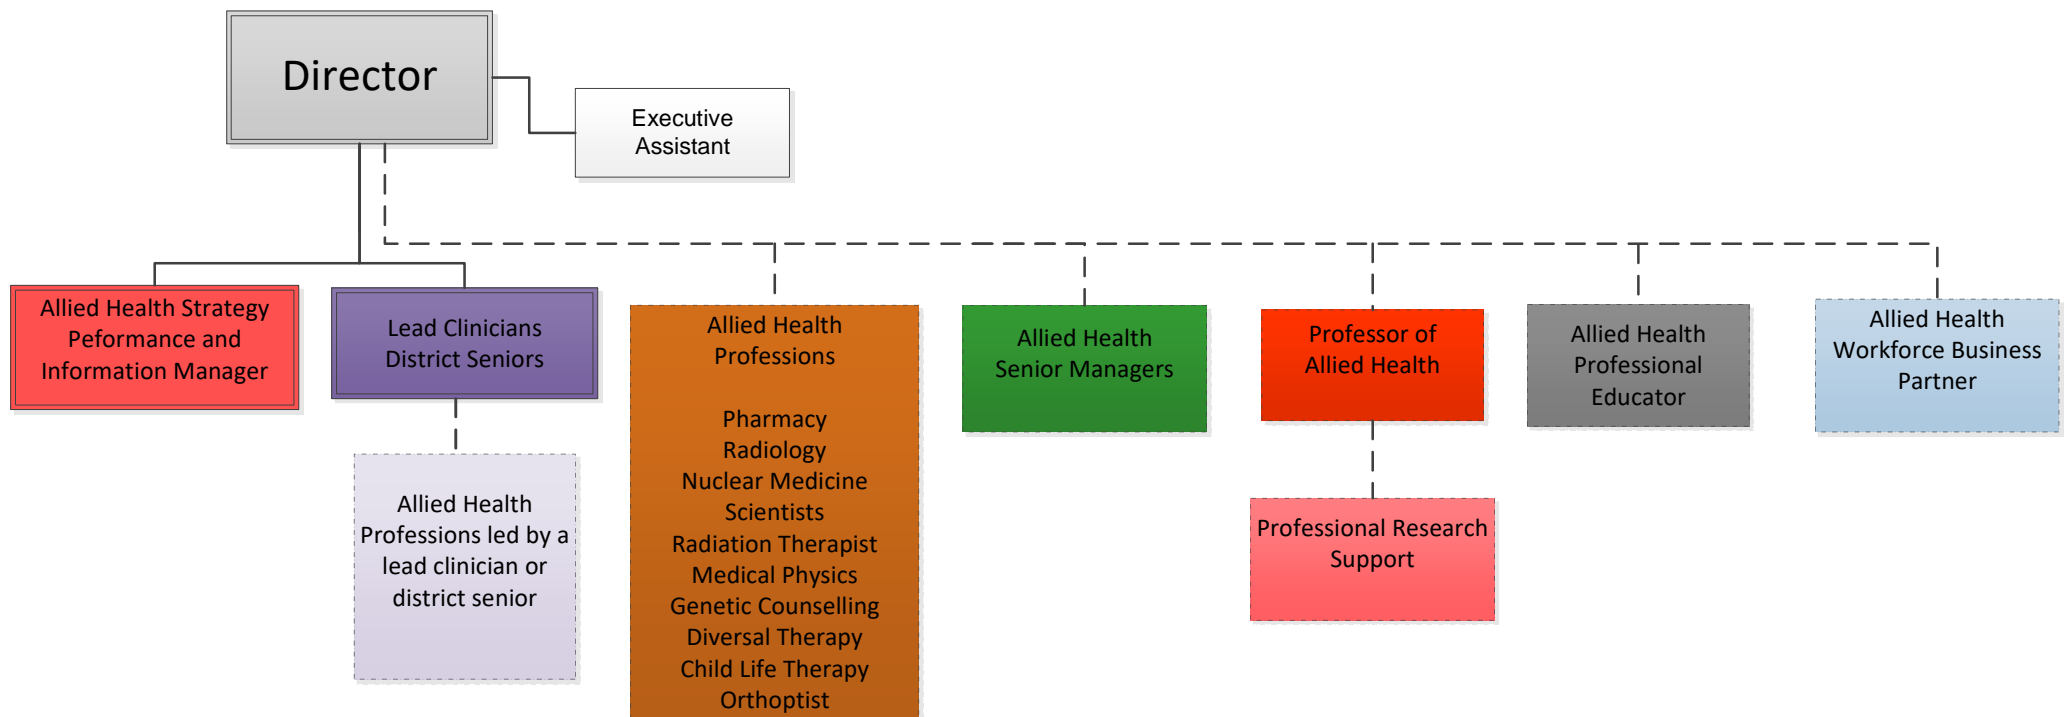 Director
Executive
Assistant
Allied Health Strategy
Peformance and
Information Manager
Lead Clinicians
District Seniors
Allied Health
Professions led by a
lead clinician or
district senior
Allied Health
Professions
Pharmacy
Radiology
Nuclear Medicine
Scientists
Radiation Therapist
Medical Physics
Genetic Counselling
Diversal Therapy
Child Life Therapy
Orthoptist
Allied Health
Senior Managers
Professor of
Allied Health
Professional Research
Support
Allied Health
Professional
Educator
Allied Health
Workforce Business
Partner